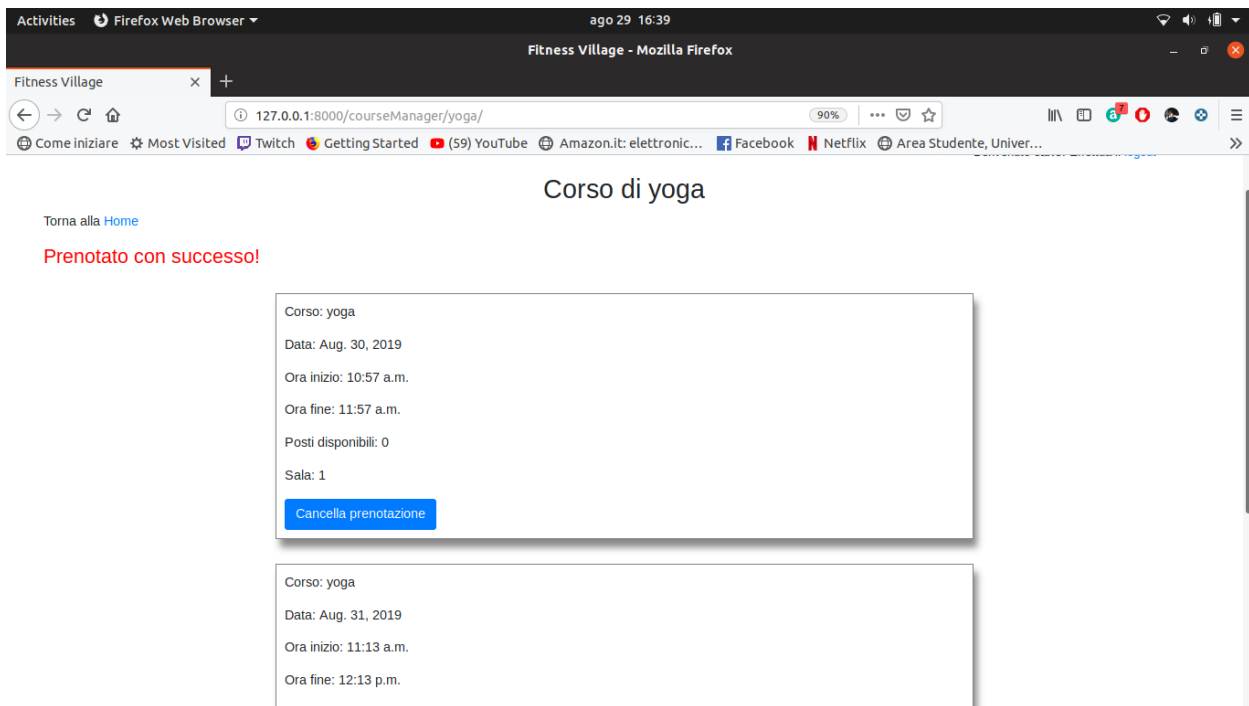 Activities Firefox Web Browser ago 29 16:39
Fitness Village - Mozilla Firefox
Fitness Village
127.0.0.1:8000/courseManager/yoga/ 90% 7
Come iniziare Most Visited Twitch Getting Started (59) YouTube Amazon.it: elettronic... Facebook Netflix Area Studente, Univer...
Corso di yoga
Torna alla Home
Prenotato con successo!
Corso: yoga
Data: Aug. 30, 2019
Ora inizio: 10:57 a.m.
Ora fine: 11:57 a.m.
Posti disponibili: 0
Sala: 1
Cancella prenotazione
Corso: yoga
Data: Aug. 31, 2019
Ora inizio: 11:13 a.m.
Ora fine: 12:13 p.m.